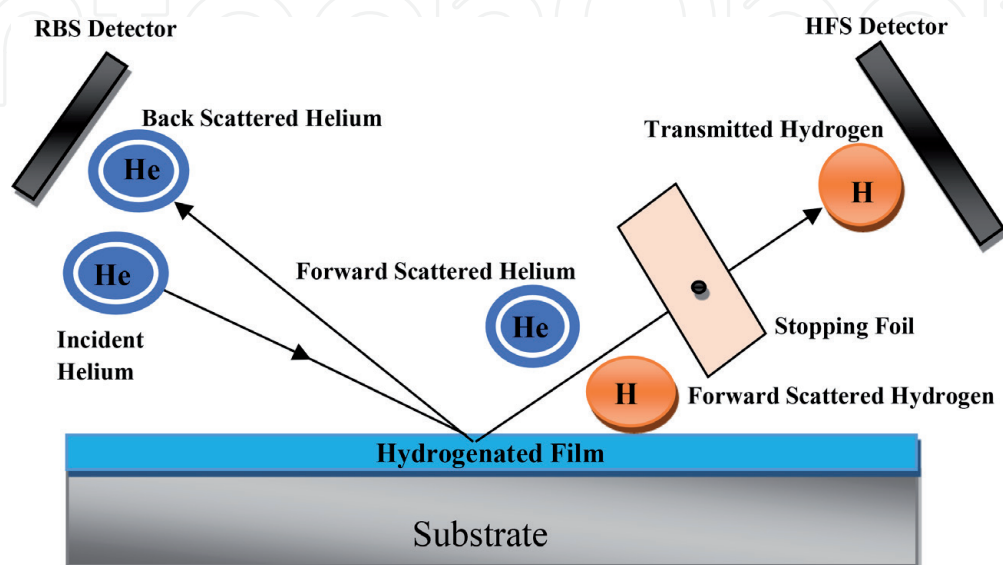 RBS Detector
HFS Detector
Back Scattered Helium
Transmitted Hydrogen
He
H
He
Forward Scattered Helium
He
Incident
Helium
Stopping Foil
H
Forward Scattered Hydrogen
Hydrogenated Film
Substrate